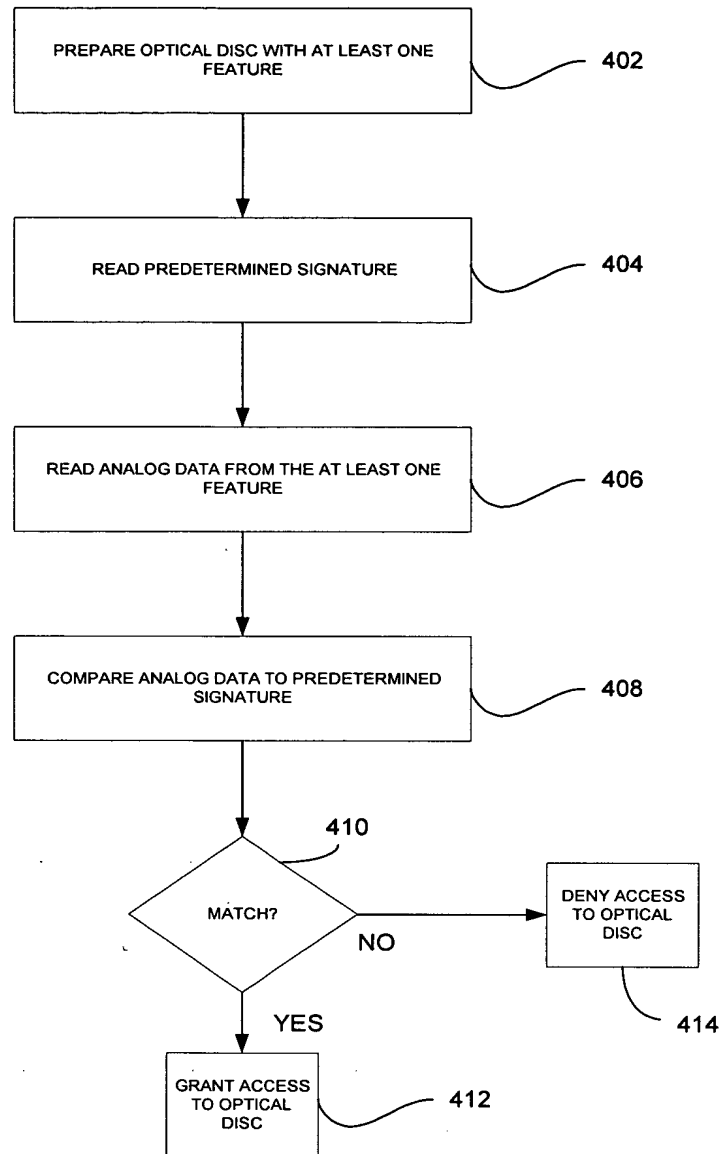 PREPARE OPTICAL DISC WITH AT LEAST ONE
FEATURE
402
READ PREDETERMINED SIGNATURE
404
READ ANALOG DATA FROM THE AT LEAST ONE
FEATURE
406
COMPARE ANALOG DATA TO PREDETERMINED
SIGNATURE
408
410
MATCH?
NO
DENY ACCESS
TO OPTICAL
DISC
414
YES
GRANT ACCESS
TO OPTICAL
DISC
412